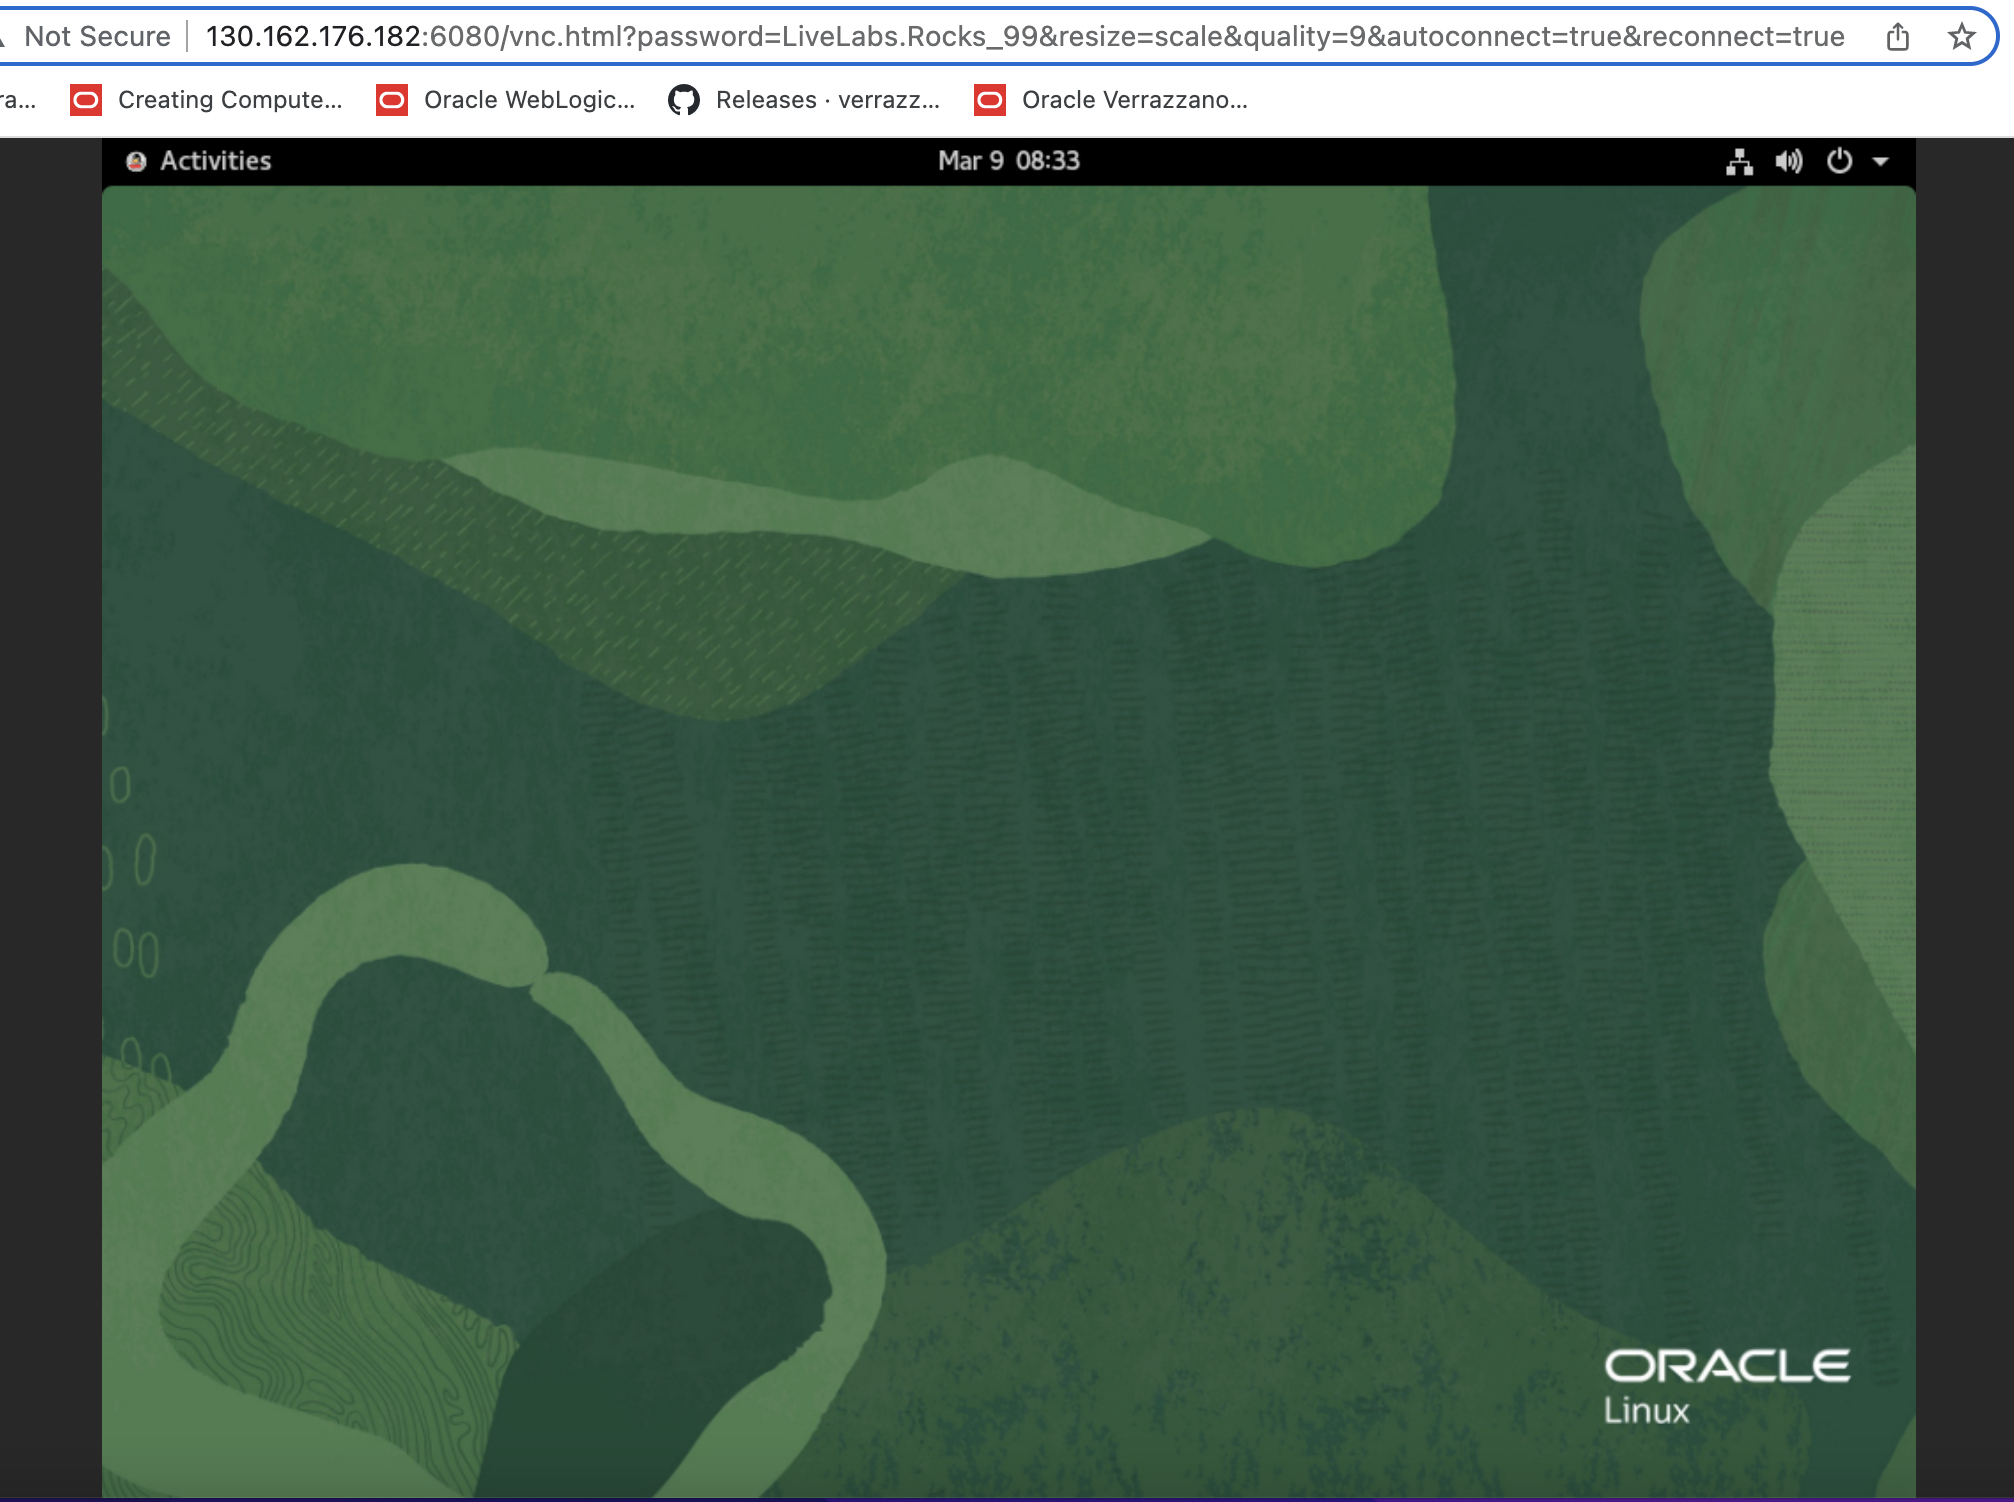 Not Secure 130.162.176.182:6080/vnc.html?password=LiveLabs.Rocks_99&resize=scale&quality=9&autoconnect=true&reconnect=true
ra... Creating Compute... Oracle WebLogic... Releases · verrazz... Oracle Verrazzano...
Activities Mar 9 08:33
ORACLE
Linux